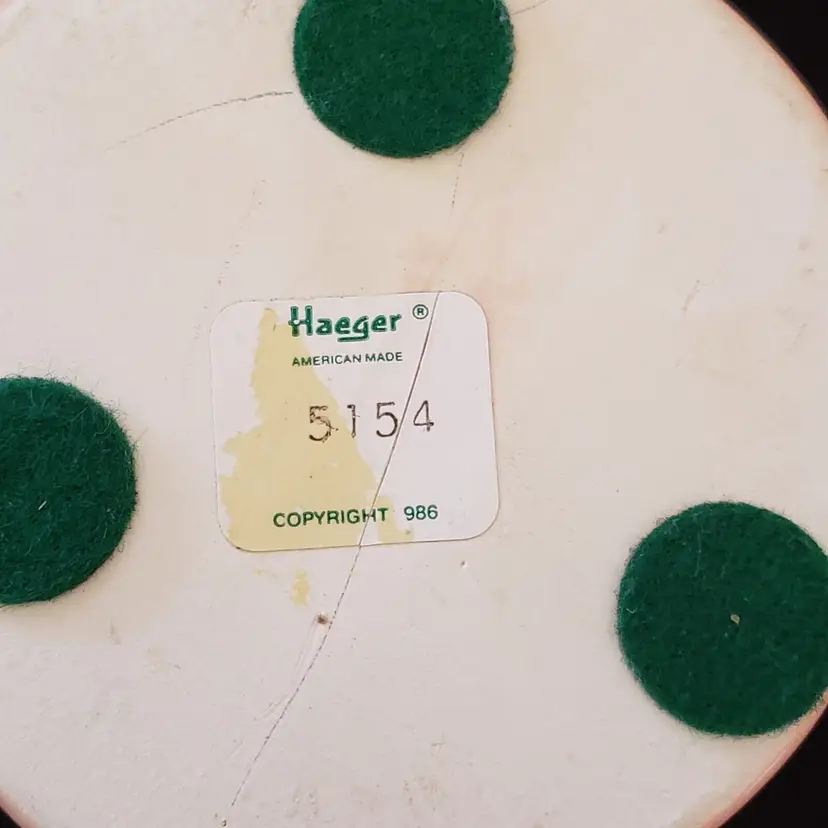 Haeger ®
AMERICAN MADE
5154
COPYRIGHT 986